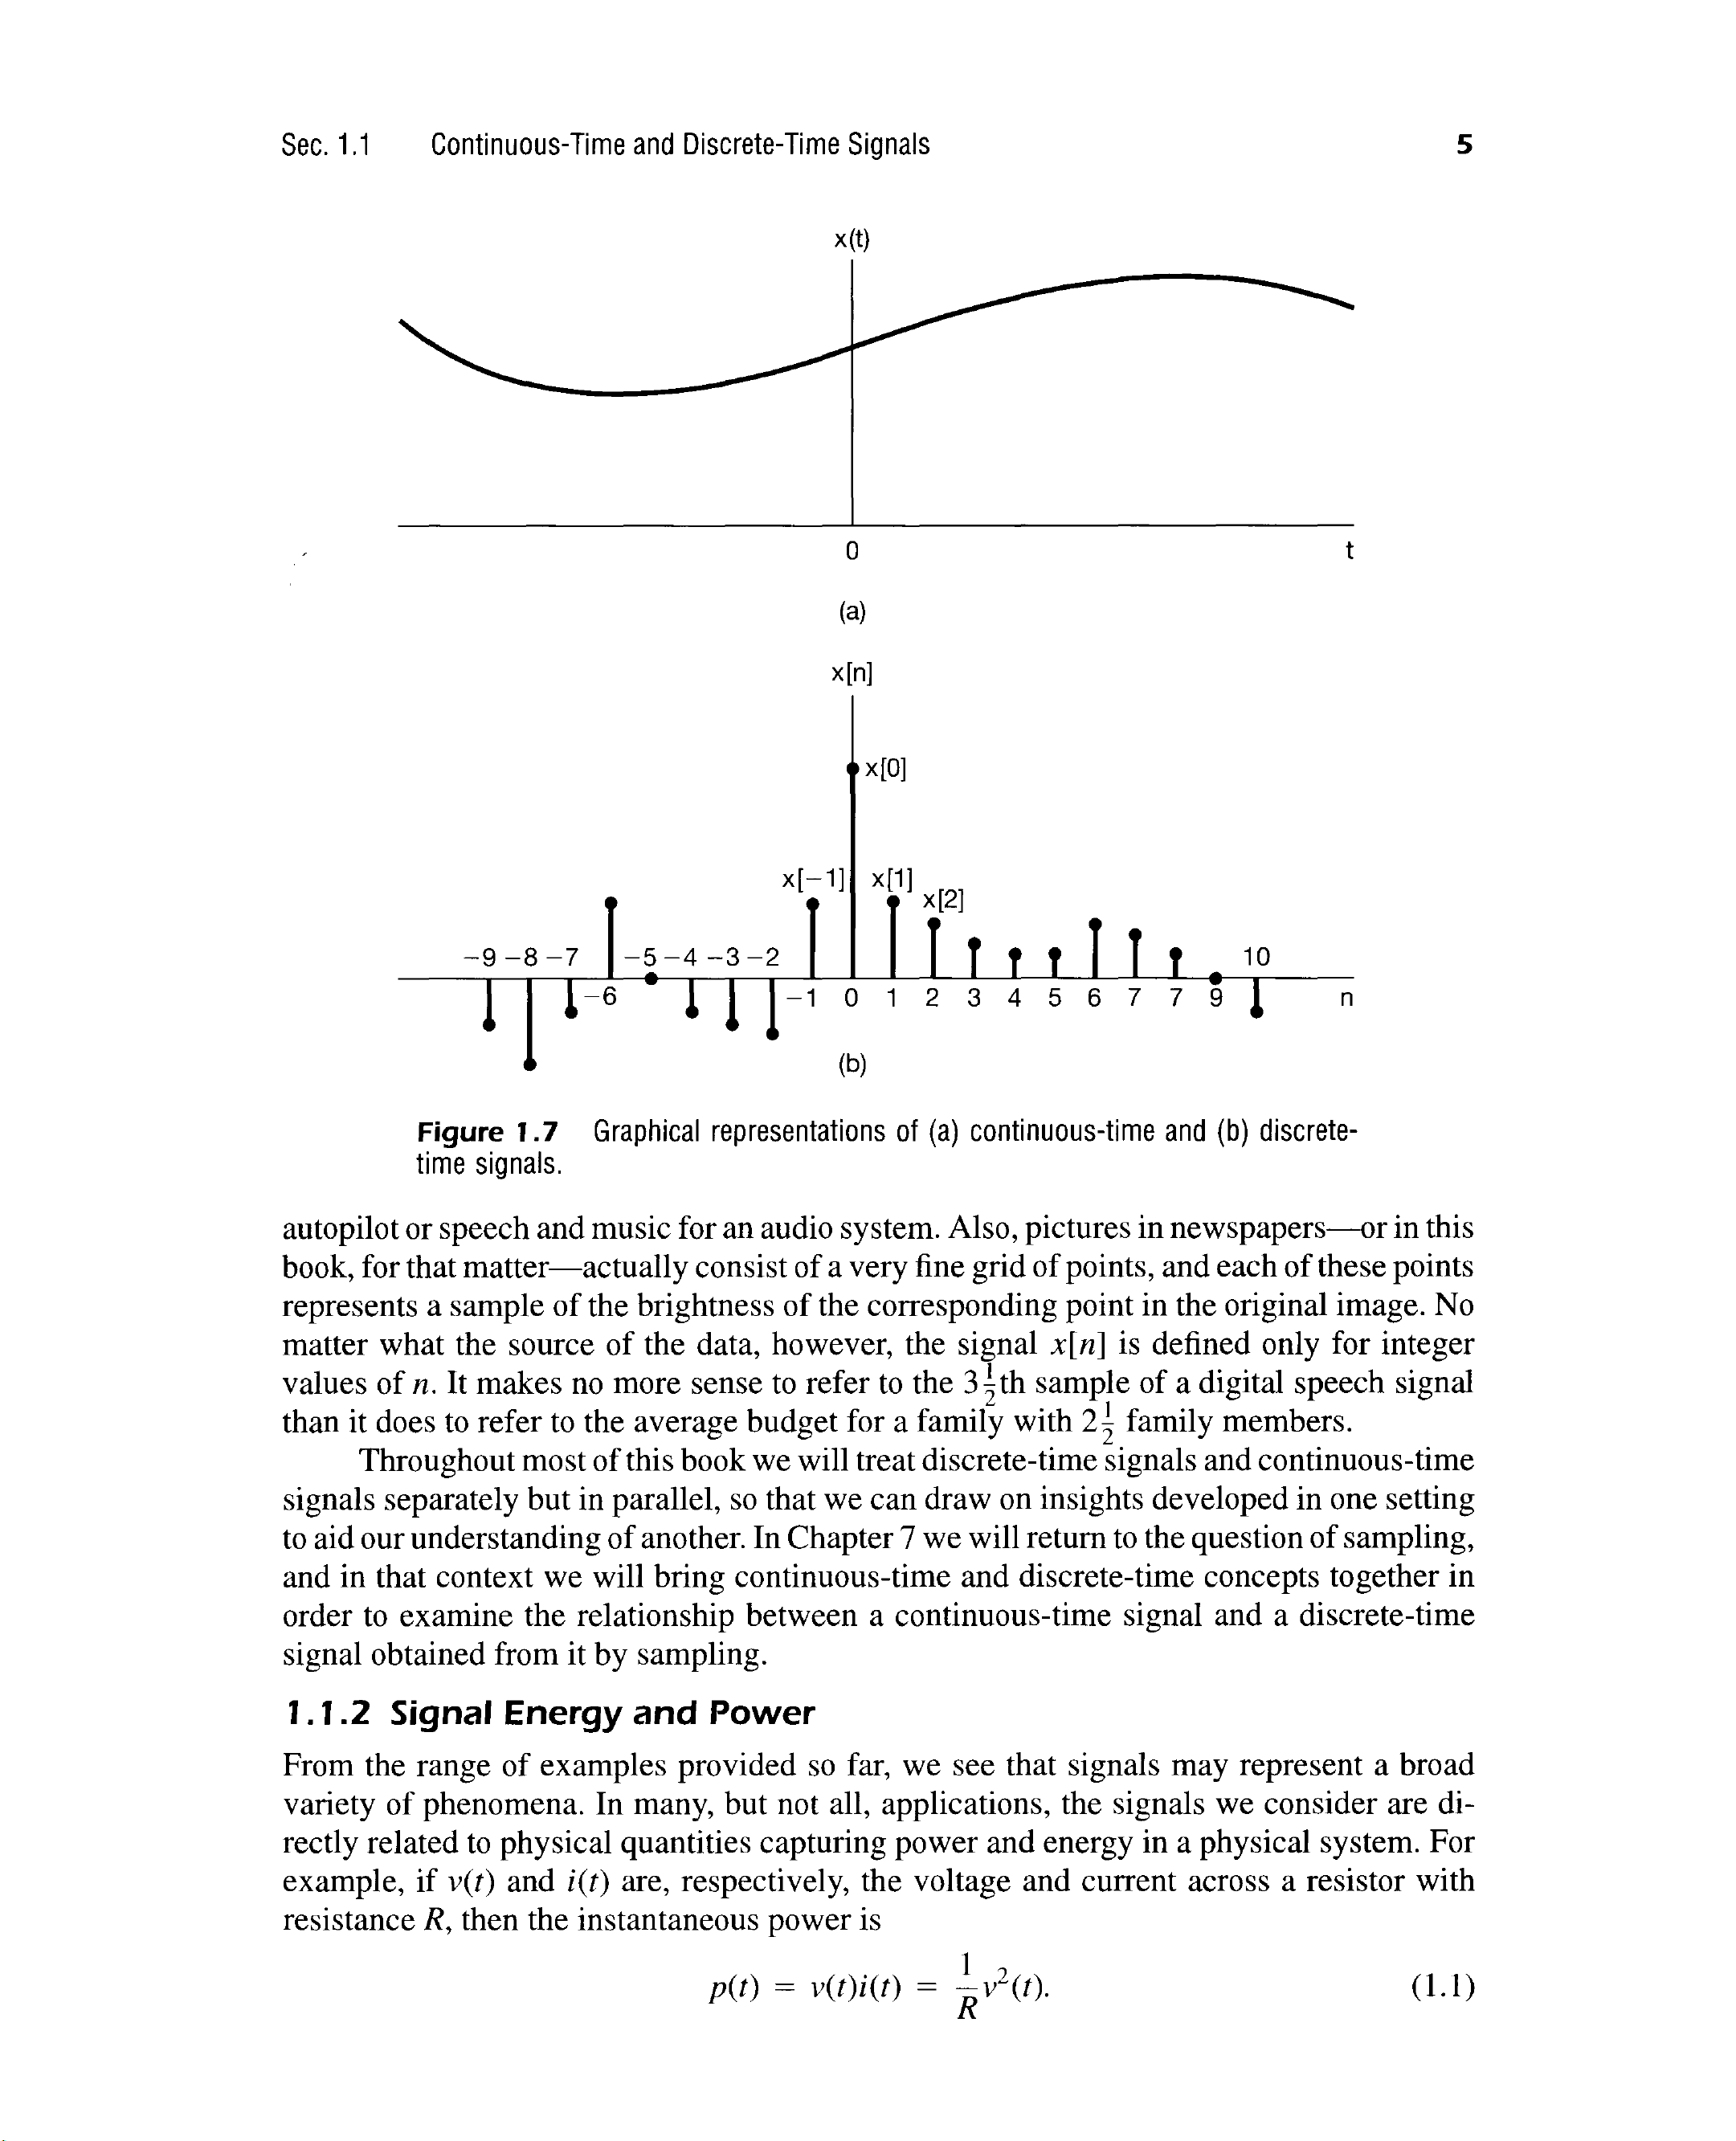 Sec. 1.1 Continuous-Time and Discrete-Time Signals 5
x(t)
0 t
(a)
x[n]
x[0]
x[−1] x[1]
x[2]
−9 −8 −7 −5 −4 −3 −2 10
−6 −1 0 1 2 3 4 5 6 7 7 9 n
(b)
Figure 1.7 Graphical representations of (a) continuous-time and (b) discrete-
time signals.
autopilot or speech and music for an audio system. Also, pictures in newspapers—or in this
book, for that matter—actually consist of a very fine grid of points, and each of these points
represents a sample of the brightness of the corresponding point in the original image. No
matter what the source of the data, however, the signal x[n] is defined only for integer
values of n. It makes no more sense to refer to the 3½th sample of a digital speech signal
than it does to refer to the average budget for a family with 2½ family members.
Throughout most of this book we will treat discrete-time signals and continuous-time
signals separately but in parallel, so that we can draw on insights developed in one setting
to aid our understanding of another. In Chapter 7 we will return to the question of sampling,
and in that context we will bring continuous-time and discrete-time concepts together in
order to examine the relationship between a continuous-time signal and a discrete-time
signal obtained from it by sampling.
1.1.2 Signal Energy and Power
From the range of examples provided so far, we see that signals may represent a broad
variety of phenomena. In many, but not all, applications, the signals we consider are di-
rectly related to physical quantities capturing power and energy in a physical system. For
example, if v(t) and i(t) are, respectively, the voltage and current across a resistor with
resistance R, then the instantaneous power is
p(t) = v(t)i(t) = 1/R v²(t). (1.1)